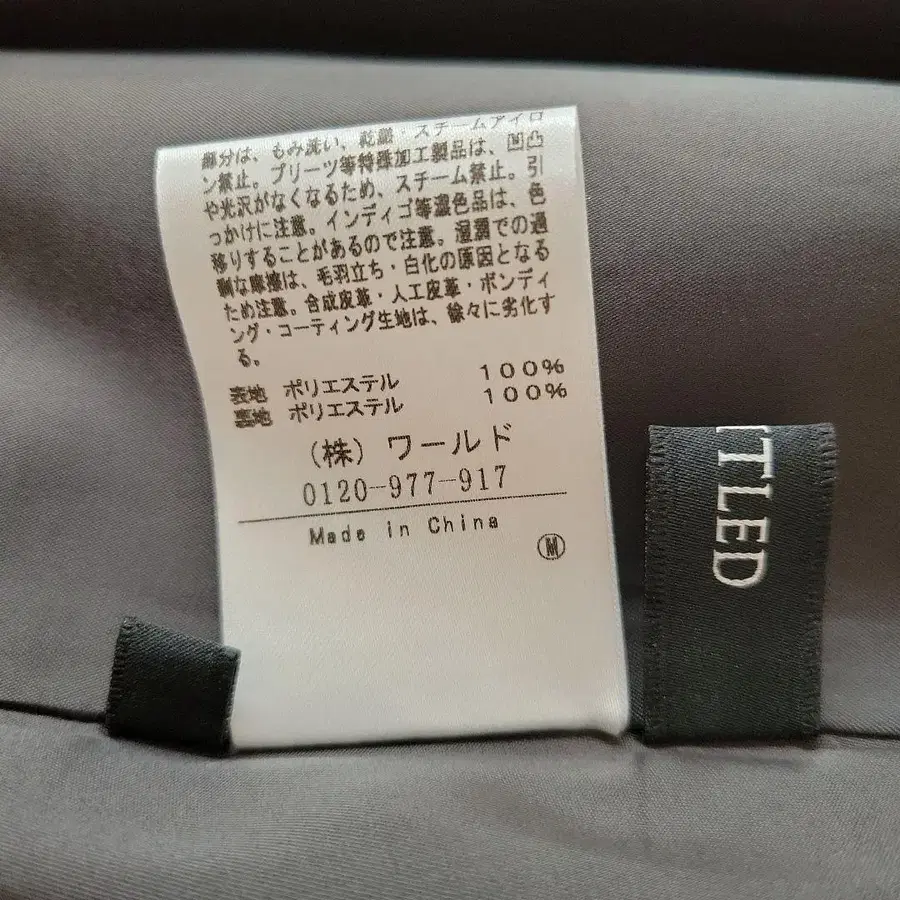 部分は、もみ洗い、乾燥・スチームアイロ
ン禁止。プリーツ等特殊加工製品は、凹凸
や光沢がなくなるため、スチーム禁止。引
っかけに注意。インディゴ等濃色品は、色
移りすることがあるので注意。湿潤での過
剰な摩擦は、毛羽立ち・白化の原因となる
ため注意。合成皮革・人工皮革・ボンディ
ング・コーティング生地は、徐々に劣化す
る。
表地 ポリエステル 100%
裏地 ポリエステル 100%
(株) ワールド
0120-977-917
Made in China
M
ITLED